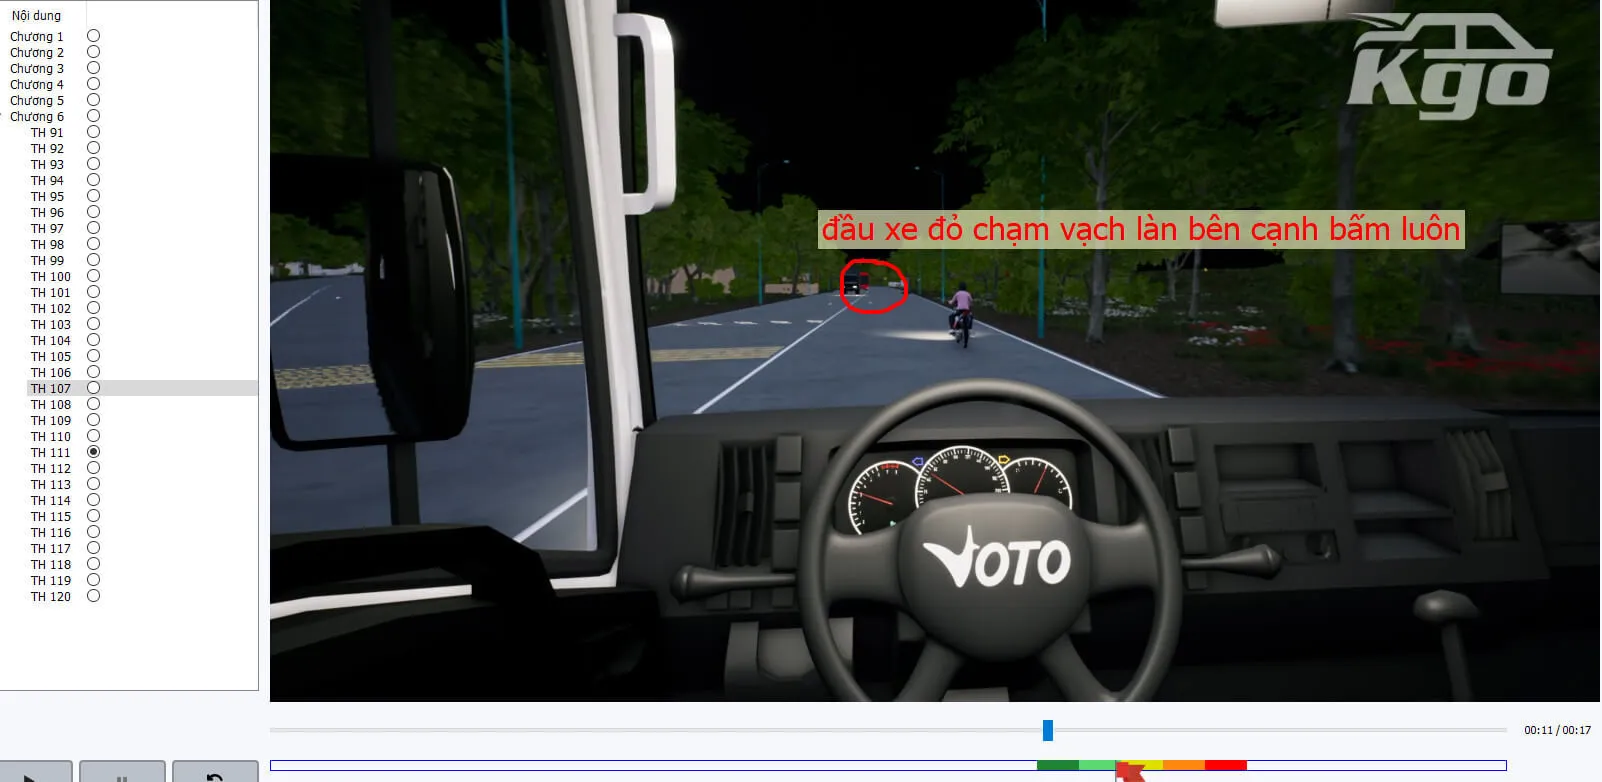 Nội dung
Chương 1
Chương 2
Chương 3
Chương 4
Chương 5
Chương 6
TH 91
TH 92
TH 93
TH 94
TH 95
TH 96
TH 97
TH 98
TH 99
TH 100
TH 101
TH 102
TH 103
TH 104
TH 105
TH 106
TH 107
TH 108
TH 109
TH 110
TH 111
TH 112
TH 113
TH 114
TH 115
TH 116
TH 117
TH 118
TH 119
TH 120
Kgo
đầu xe đỏ chạm vạch làn bên cạnh bấm luôn
VOTO
00:11 / 00:17